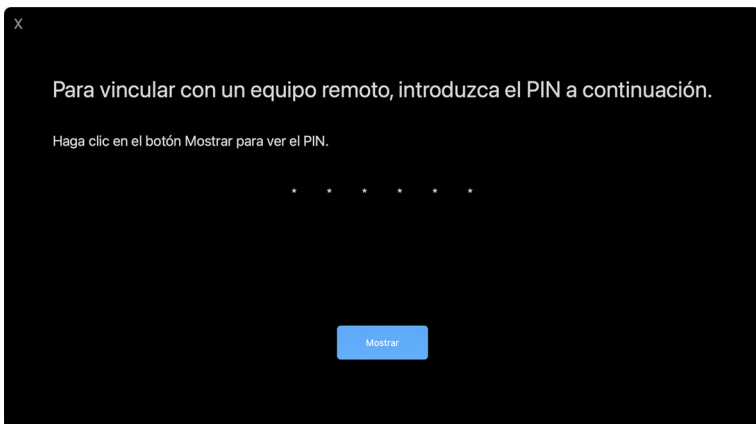 X
Para vincular con un equipo remoto, introduzca el PIN a continuación.
Haga clic en el botón Mostrar para ver el PIN.
* * * * * *
Mostrar